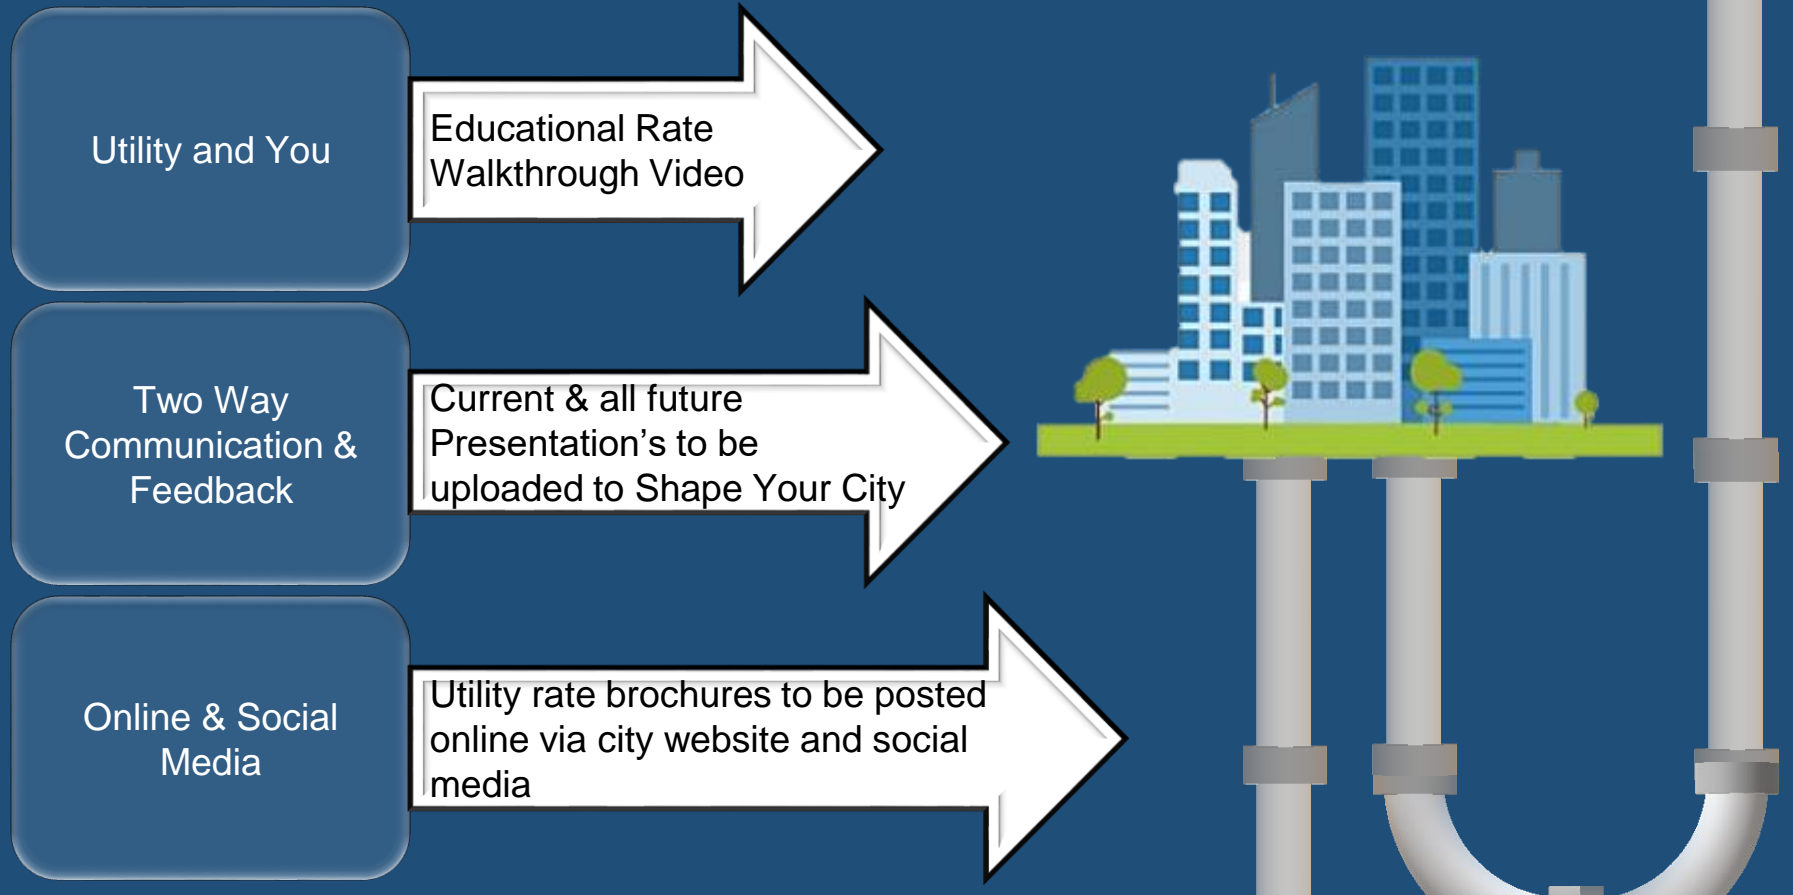 Utility and You
Educational Rate
Walkthrough Video
Two Way
Communication &
Feedback
Current & all future
Presentation's to be
uploaded to Shape Your City
Online & Social
Media
Utility rate brochures to be posted
online via city website and social
media